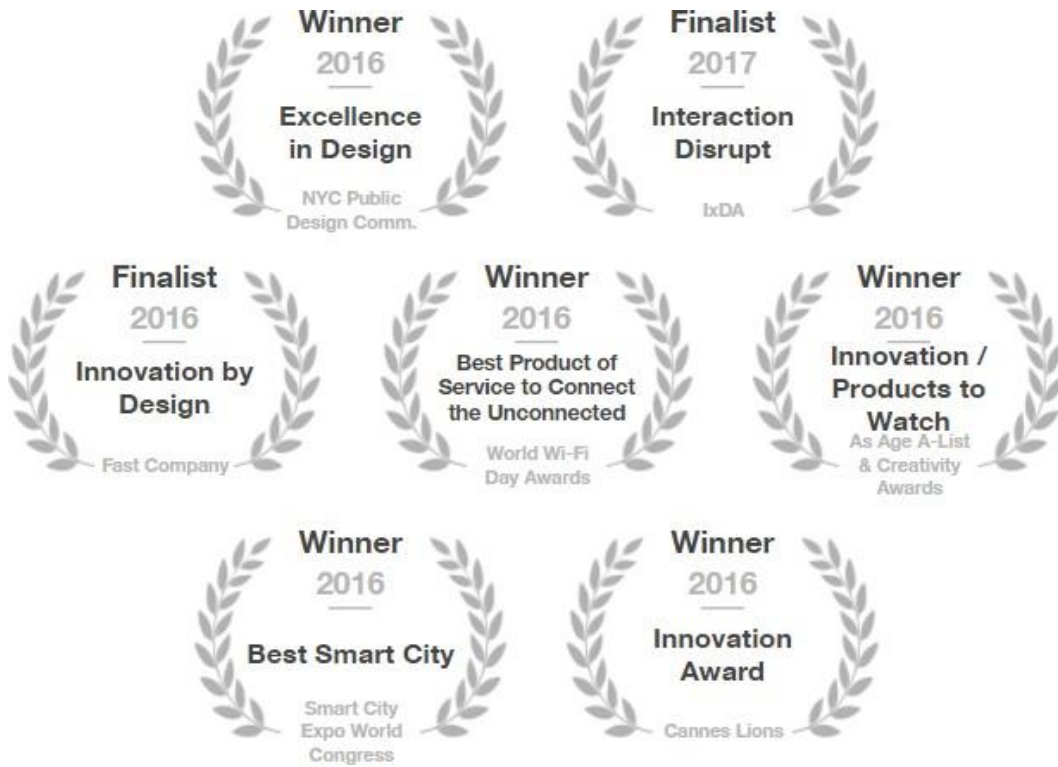 Winner
2016
Excellence
in Design
NYC Public
Design Comm.
Finalist
2017
Interaction
Disrupt
IxDA
Finalist
2016
Innovation by
Design
Fast Company
Winner
2016
Best Product of
Service to Connect
the Unconnected
World Wi-Fi
Day Awards
Winner
2016
Innovation /
Products to
Watch
As Age A-List
& Creativity
Awards
Winner
2016
Best Smart City
Smart City
Expo World
Congress
Winner
2016
Innovation
Award
Cannes Lions